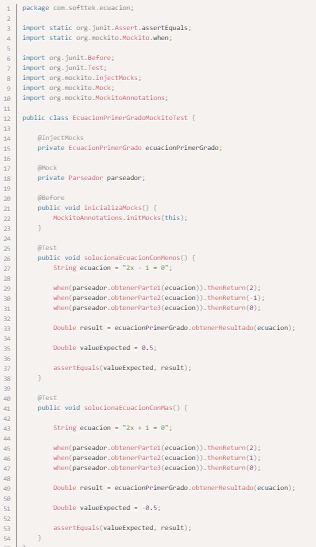 1 package com.softtek.ecuacion;
2
3 import static org.junit.Assert.assertEquals;
4 import static org.mockito.Mockito.when;
5
6 import org.junit.Before;
7 import org.junit.Test;
8 import org.mockito.InjectMocks;
9 import org.mockito.Mock;
10 import org.mockito.MockitoAnnotations;
11
12 public class EcuacionPrimerGradoMockitoTest {
13
14 @InjectMocks
15 private EcuacionPrimerGrado ecuacionPrimerGrado;
16
17 @Mock
18 private Parseador parseador;
19
20 @Before
21 public void inicializaMocks() {
22 MockitoAnnotations.initMocks(this);
23 }
24
25 @Test
26 public void solucionaEcuacionConMenos() {
27 String ecuacion = "2x - 1 = 0";
28
29 when(parseador.obtenerParte1(ecuacion)).thenReturn(2);
30 when(parseador.obtenerParte2(ecuacion)).thenReturn(-1);
31 when(parseador.obtenerParte3(ecuacion)).thenReturn(0);
32
33 Double result = ecuacionPrimerGrado.obtenerResultado(ecuacion);
34
35 Double valueExpected = 0.5;
36
37 assertEquals(valueExpected, result);
38 }
39
40 @Test
41 public void solucionaEcuacionConMas() {
42
43 String ecuacion = "2x + 1 = 0";
44
45 when(parseador.obtenerParte1(ecuacion)).thenReturn(2);
46 when(parseador.obtenerParte2(ecuacion)).thenReturn(1);
47 when(parseador.obtenerParte3(ecuacion)).thenReturn(0);
48
49 Double result = ecuacionPrimerGrado.obtenerResultado(ecuacion);
50
51 Double valueExpected = -0.5;
52
53 assertEquals(valueExpected, result);
54 }